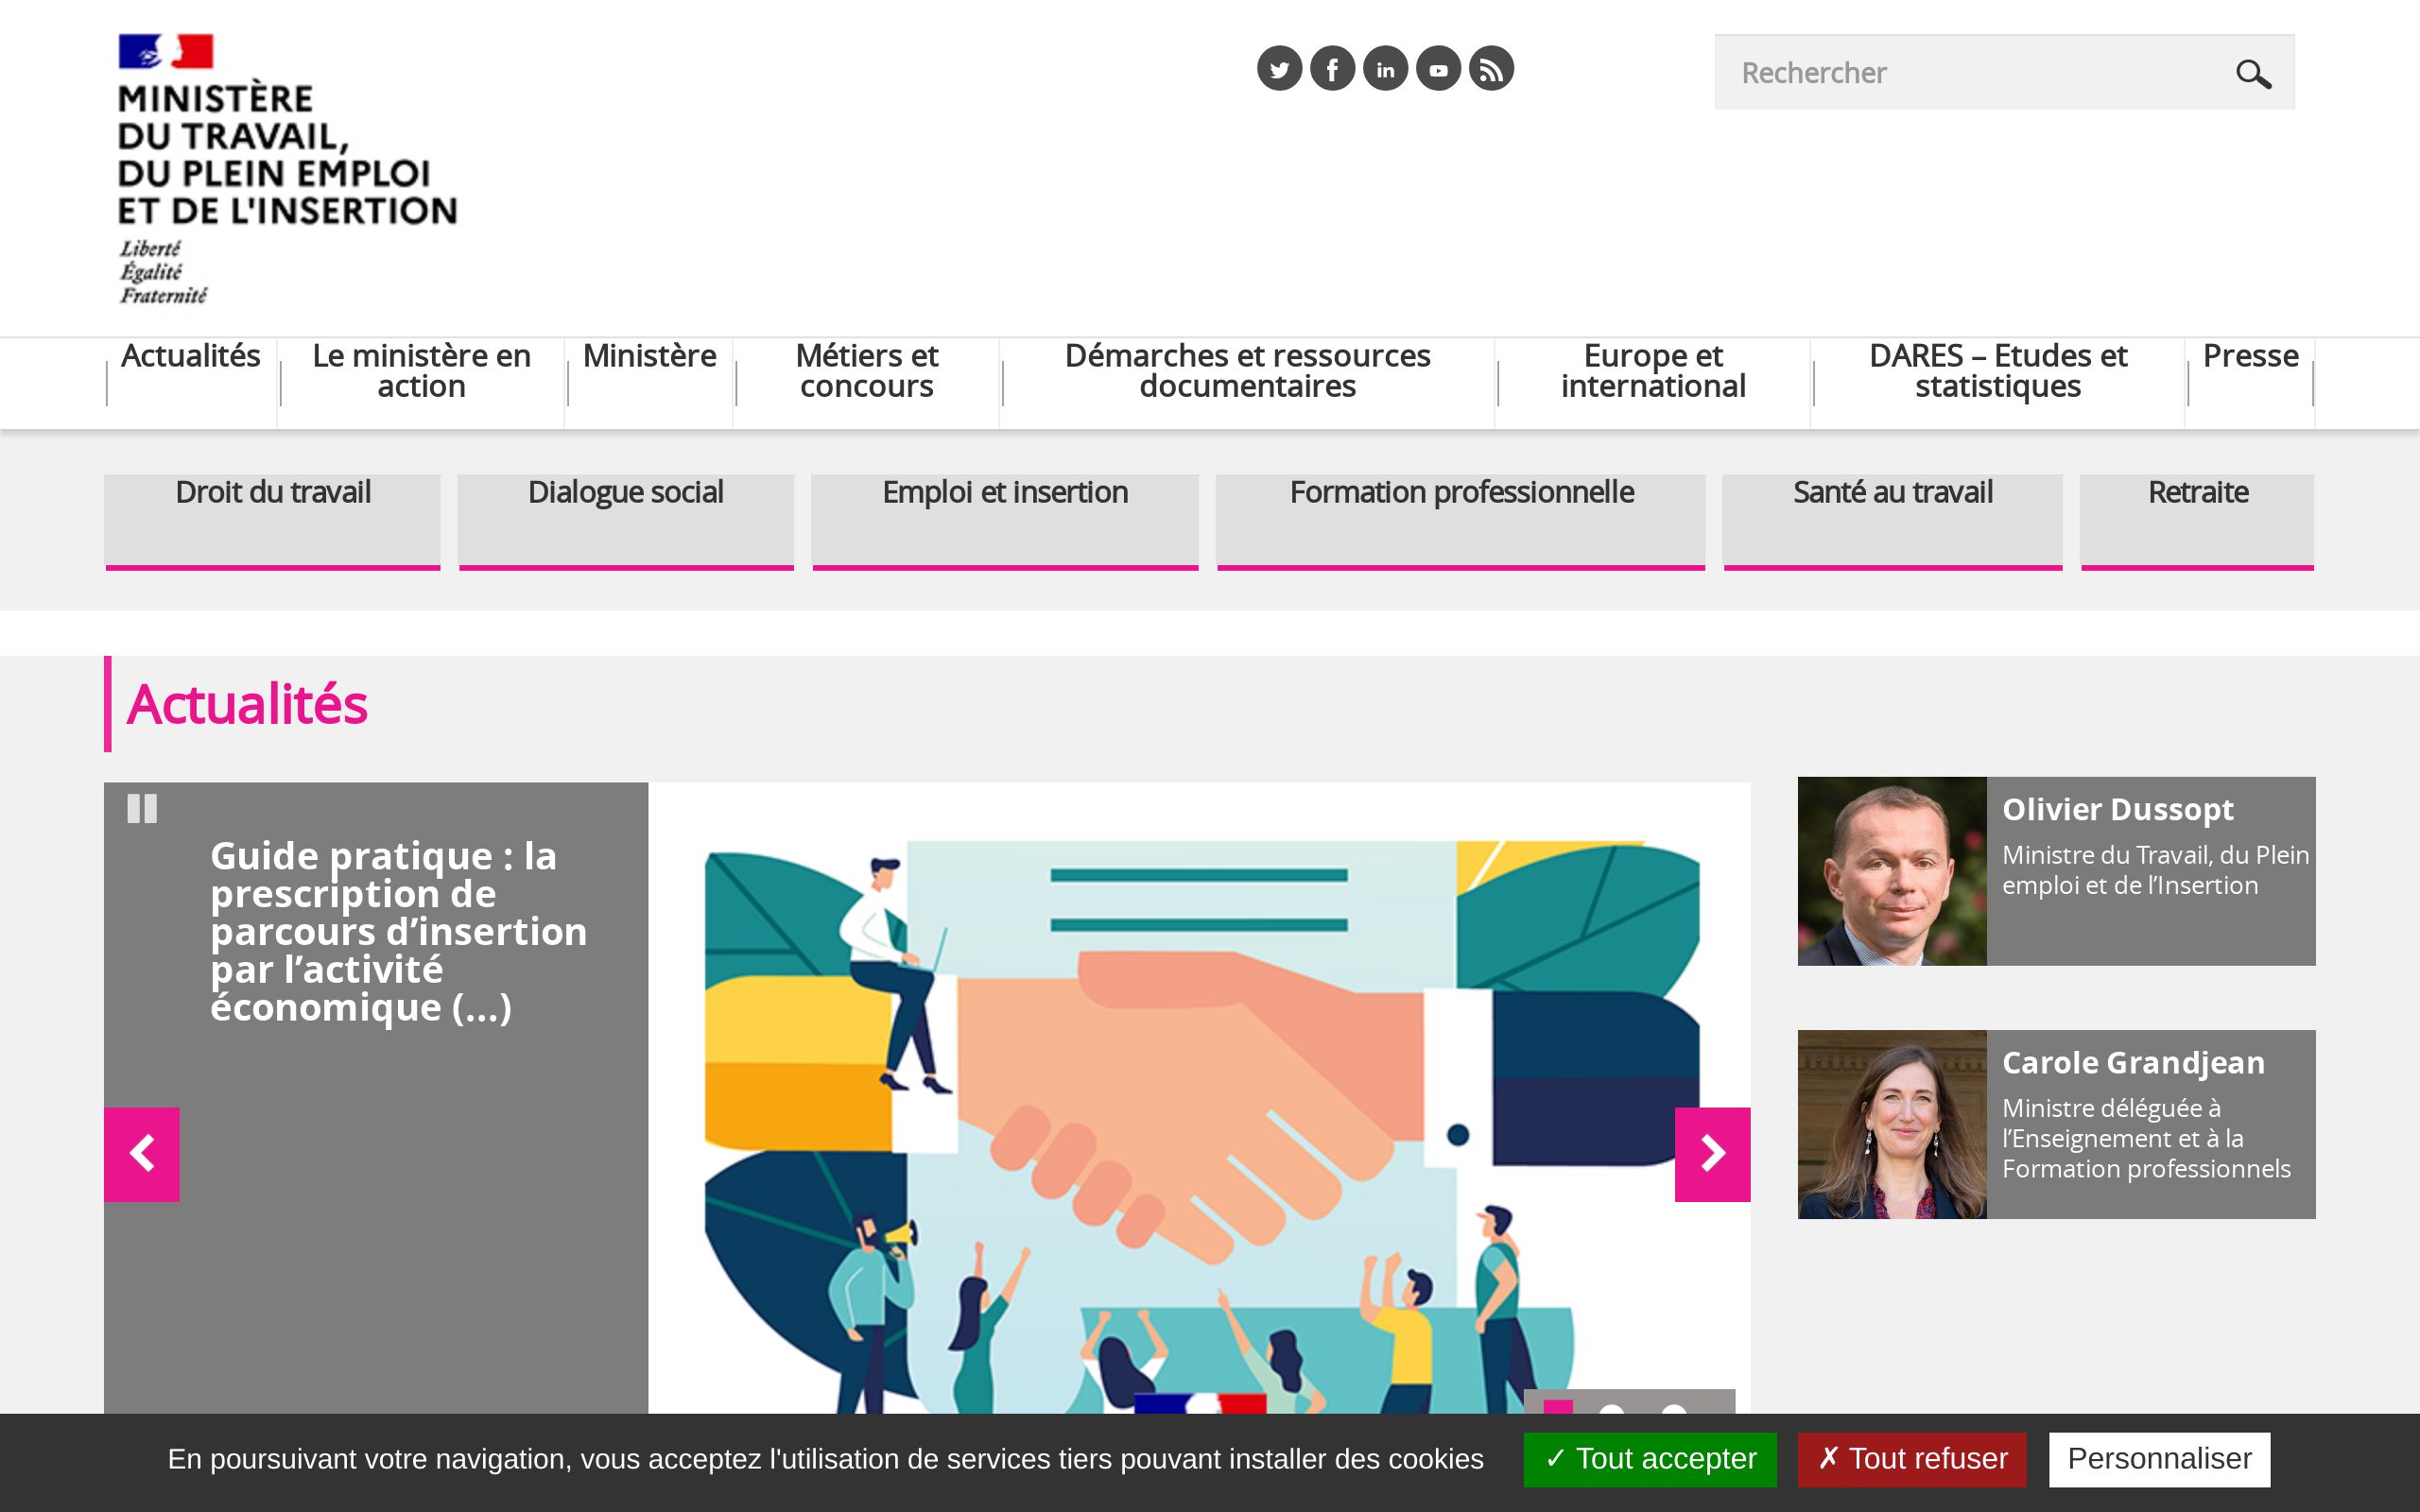 MINISTÈRE
DU TRAVAIL,
DU PLEIN EMPLOI
ET DE L'INSERTION
Liberté
Égalité
Fraternité
Rechercher
Actualités
Le ministère en
action
Ministère
Métiers et
concours
Démarches et ressources
documentaires
Europe et
international
DARES – Etudes et
statistiques
Presse
Droit du travail
Dialogue social
Emploi et insertion
Formation professionnelle
Santé au travail
Retraite
Actualités
Guide pratique : la
prescription de
parcours d’insertion
par l’activité
économique (...)
Olivier Dussopt
Ministre du Travail, du Plein
emploi et de l’Insertion
Carole Grandjean
Ministre déléguée à
l’Enseignement et à la
Formation professionnels
En poursuivant votre navigation, vous acceptez l'utilisation de services tiers pouvant installer des cookies
✓ Tout accepter
✗ Tout refuser
Personnaliser